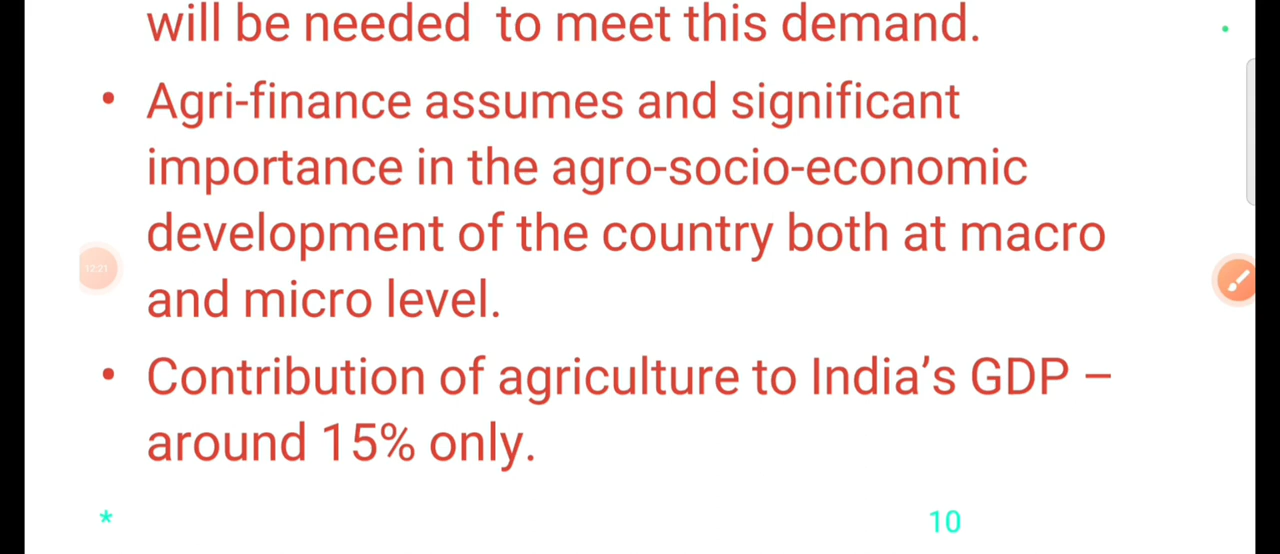 will be needed to meet this demand.
• Agri-finance assumes and significant
importance in the agro-socio-economic
development of the country both at macro
12:21
and micro level.
• Contribution of agriculture to India's GDP –
around 15% only.
* 10